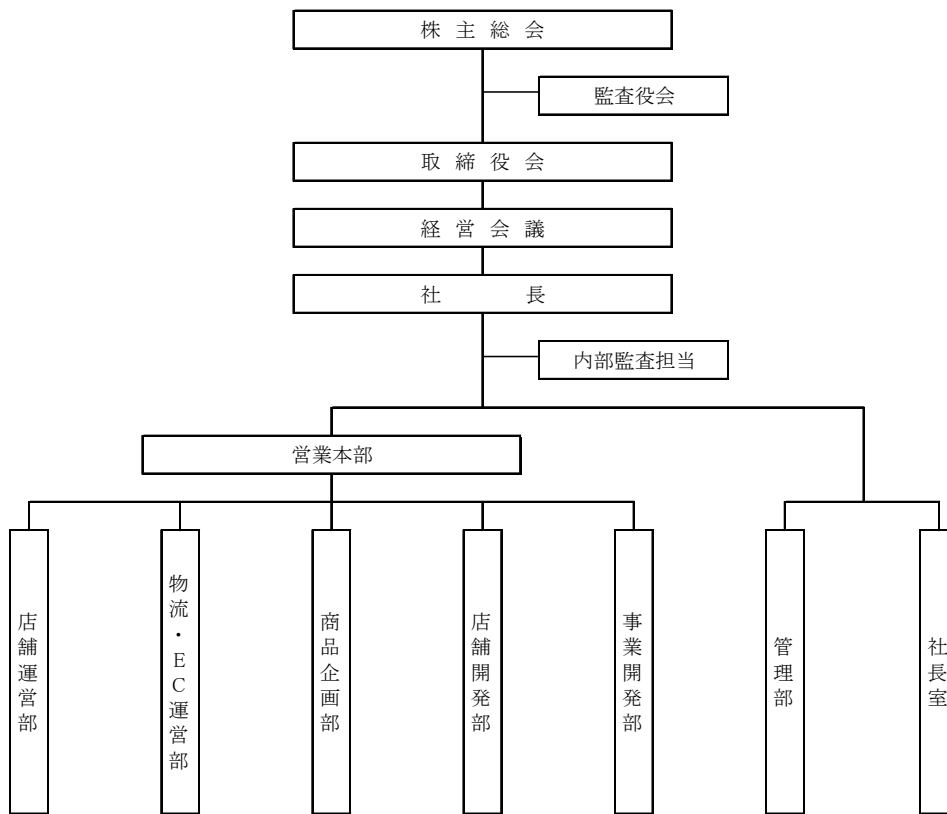 株主総会
監査役会
取締役会
経営会議
社長
内部監査担当
営業本部
店舗運営部
物流・EC運営部
商品企画部
店舗開発部
事業開発部
管理部
社長室